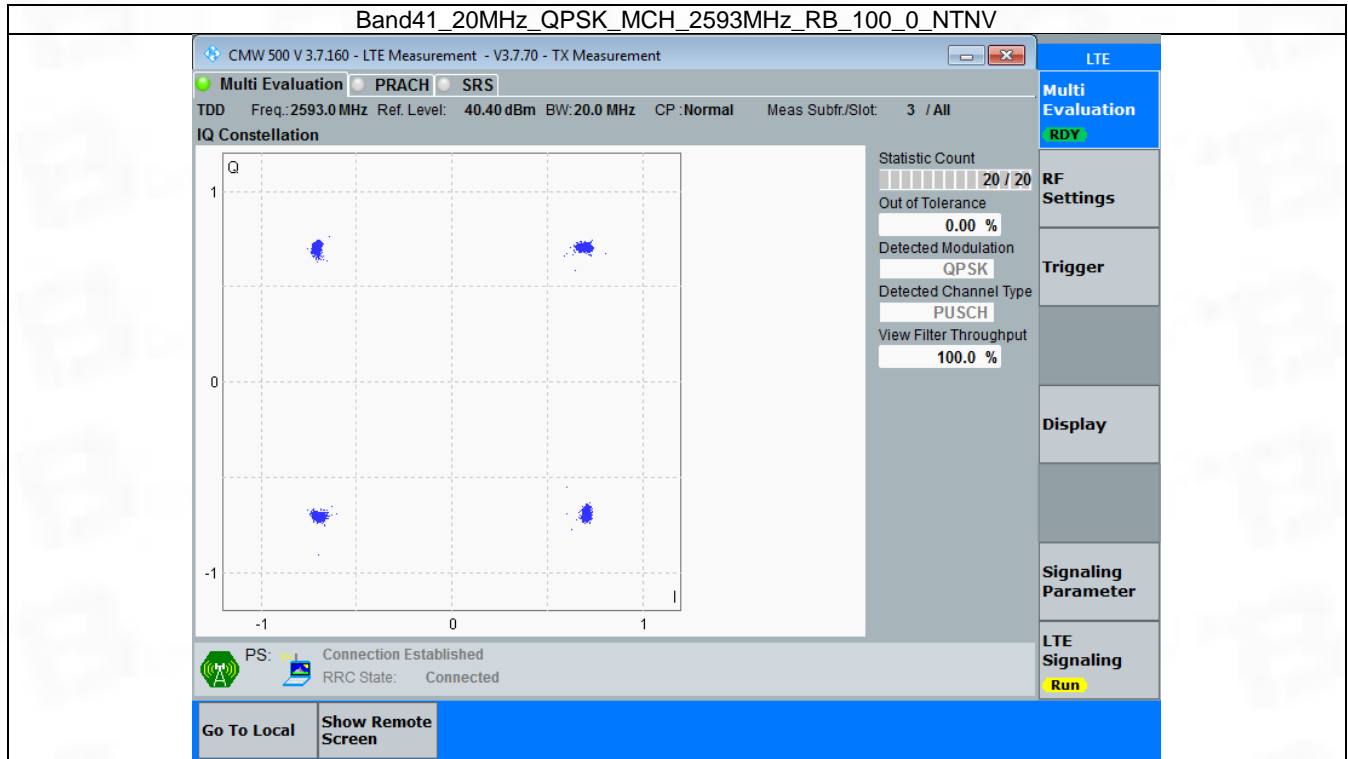 Band41_20MHz_QPSK_MCH_2593MHz_RB_100_0_NTNV
CMW 500 V 3.7.160 - LTE Measurement - V3.7.70 - TX Measurement
LTE
Multi Evaluation PRACH SRS
TDD Freq.: 2593.0 MHz Ref. Level: 40.40 dBm BW: 20.0 MHz CP : Normal Meas Subfr./Slot: 3 / All
IQ Constellation
Q
1
0
-1
I
-1 0 1
Statistic Count
20 / 20
Out of Tolerance
0.00 %
Detected Modulation
QPSK
Detected Channel Type
PUSCH
View Filter Throughput
100.0 %
Multi
Evaluation
RDY
RF
Settings
Trigger
Display
Signaling
Parameter
LTE
Signaling
Run
PS: Connection Established
RRC State: Connected
Go To Local
Show Remote
Screen